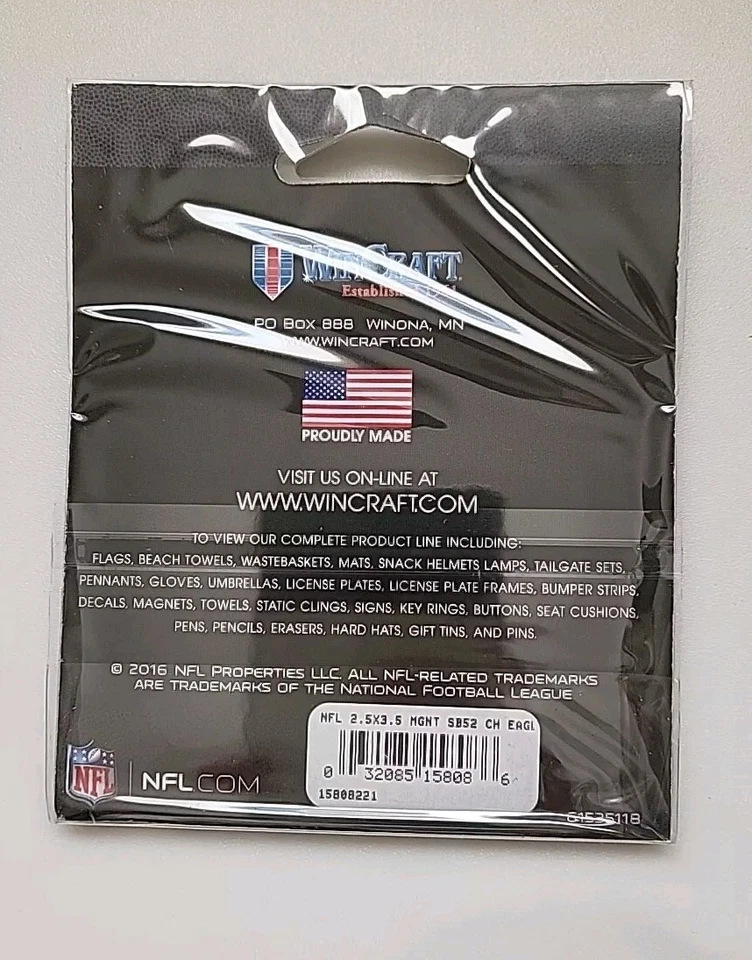 WINCRAFT
PO BOX 888 WINONA, MN
WWW.WINCRAFT.COM
PROUDLY MADE
VISIT US ON-LINE AT
WWW.WINCRAFT.COM
TO VIEW OUR COMPLETE PRODUCT LINE INCLUDING:
FLAGS, BEACH TOWELS, WASTEBASKETS, MATS, SNACK HELMETS LAMPS, TAILGATE SETS,
PENNANTS, GLOVES, UMBRELLAS, LICENSE PLATES, LICENSE PLATE FRAMES, BUMPER STRIPS,
DECALS, MAGNETS, TOWELS, STATIC CLINGS, SIGNS, KEY RINGS, BUTTONS, SEAT CUSHIONS,
PENS, PENCILS, ERASERS, HARD HATS, GIFT TINS, AND PINS.
© 2016 NFL PROPERTIES LLC. ALL NFL-RELATED TRADEMARKS
ARE TRADEMARKS OF THE NATIONAL FOOTBALL LEAGUE
NFL 2.5X3.5 MGNT SB52 CH EAGL
0 32085 15808 6
15808221
NFL
NFL.COM
61535118